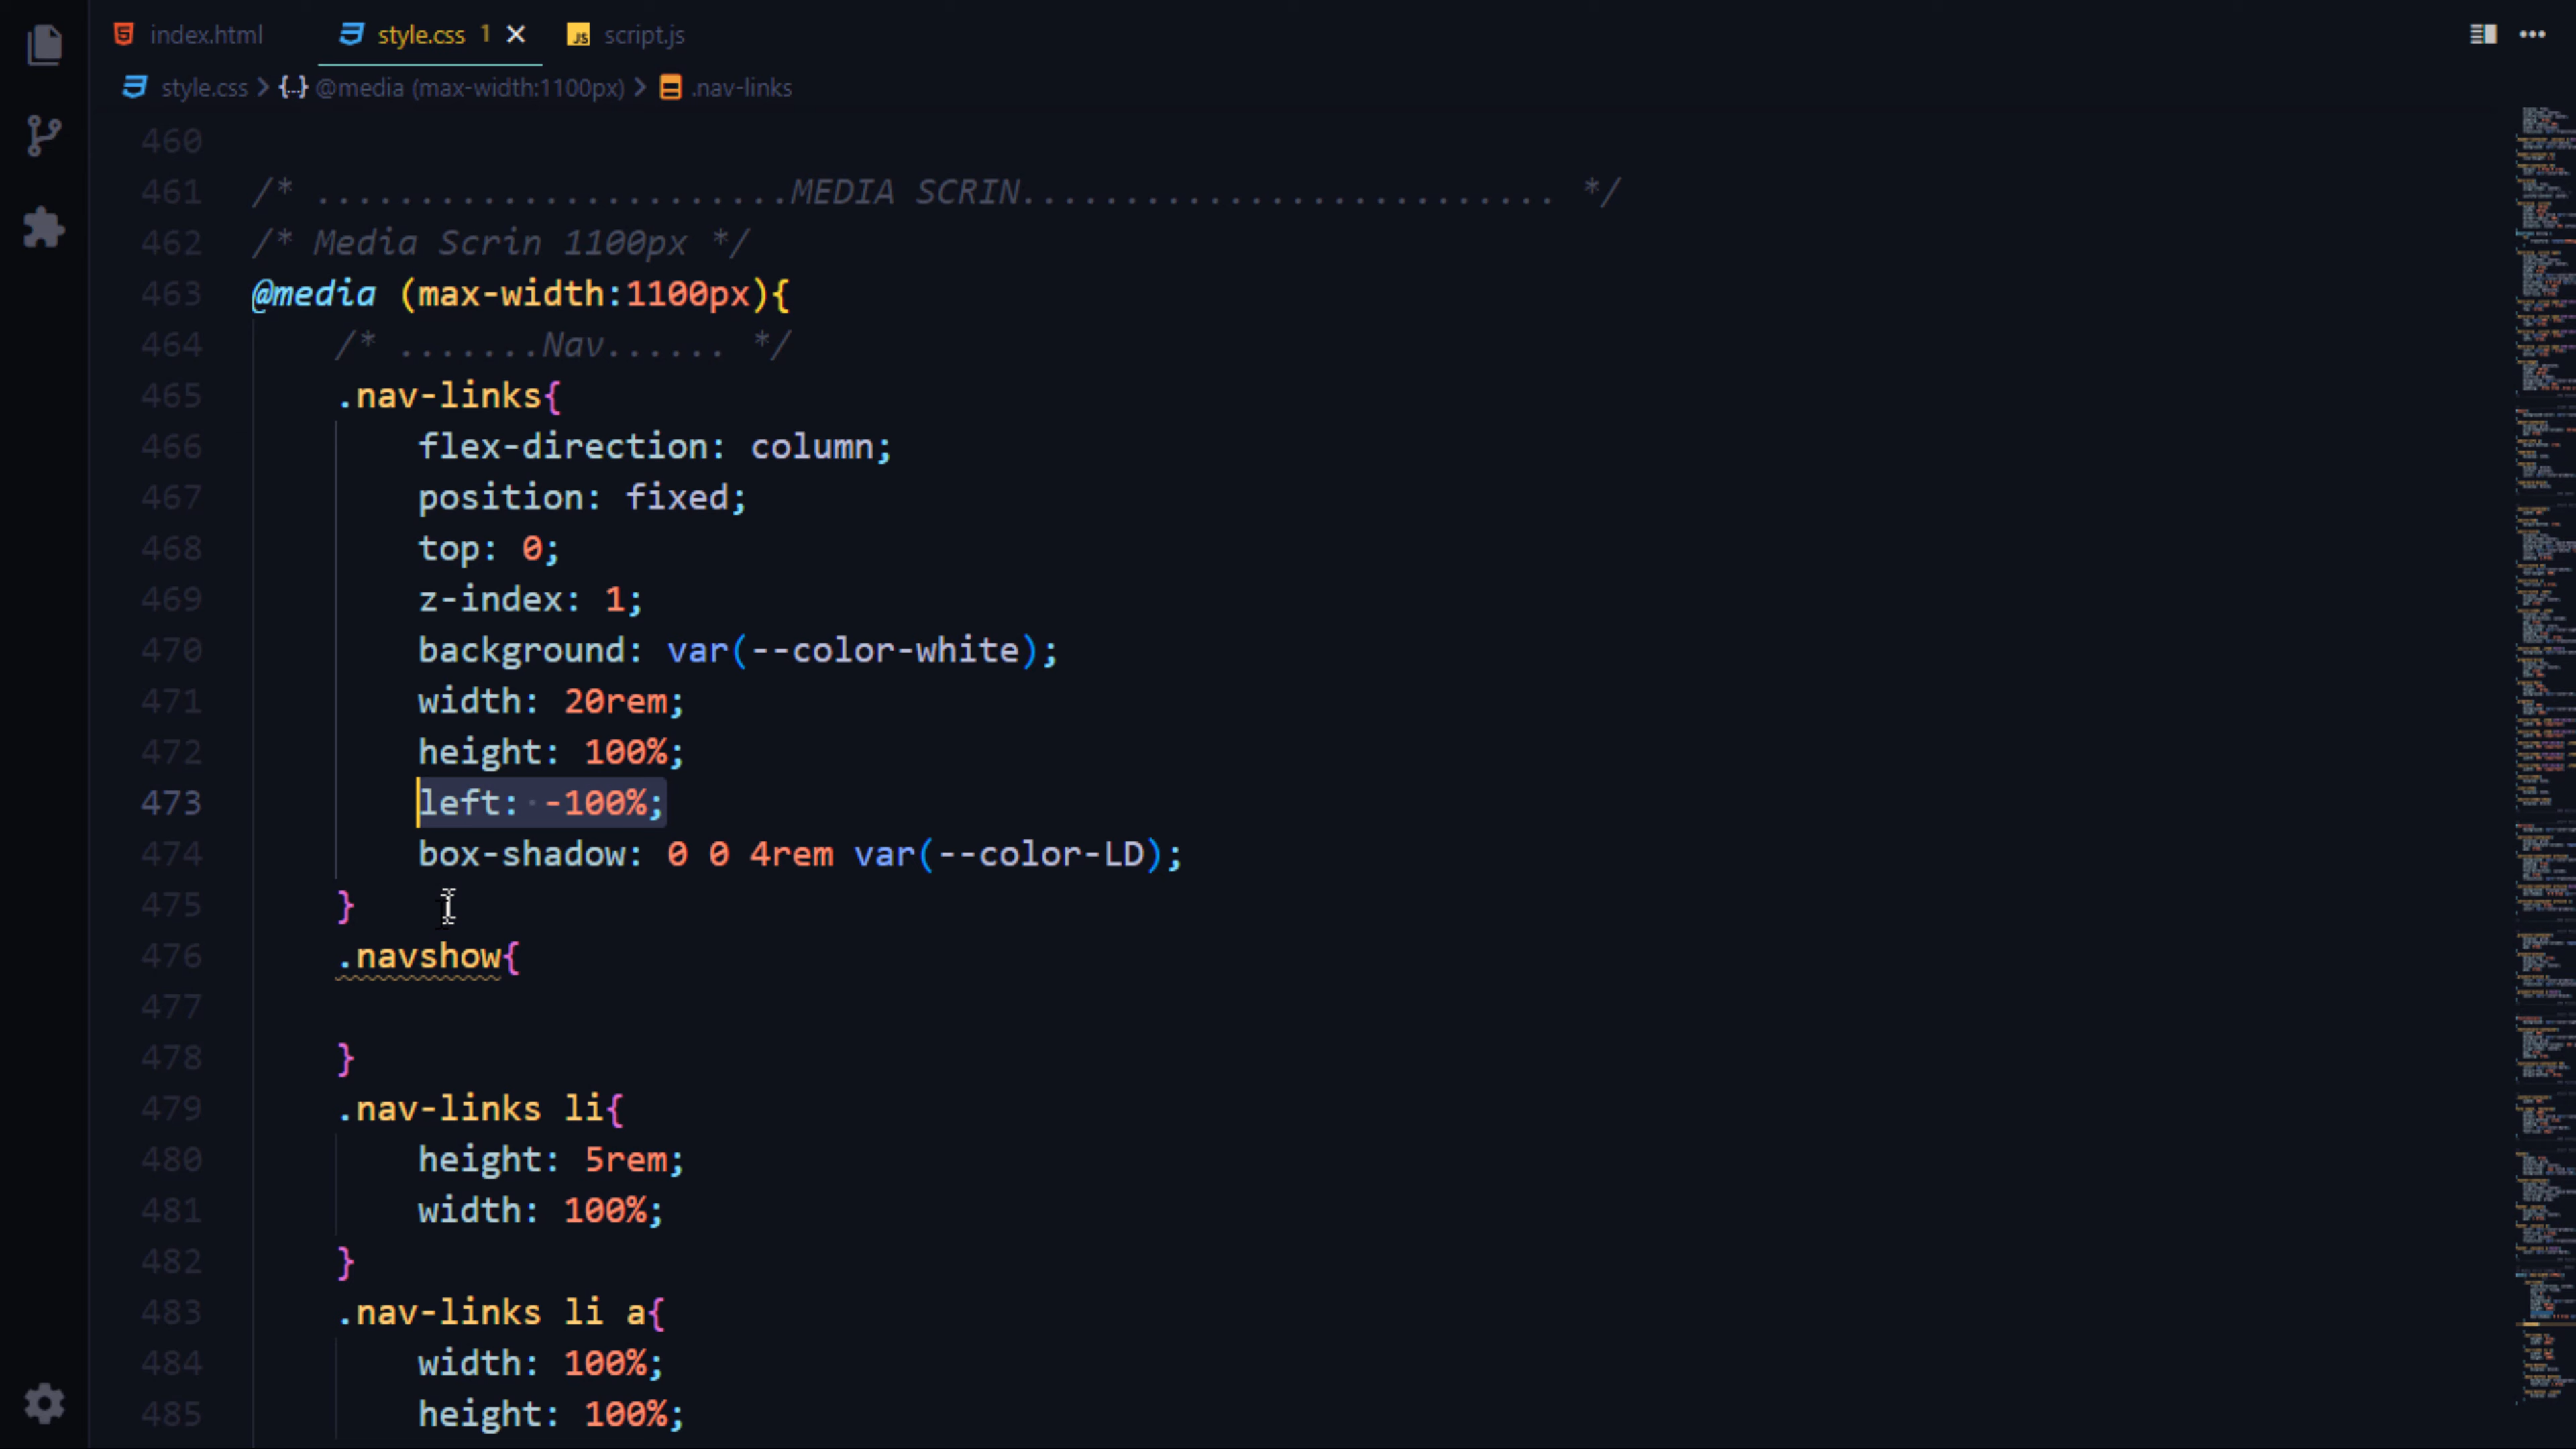 index.html style.css 1 script.js
style.css > {..} @media (max-width:1100px) > .nav-links
460
461 /* .......................MEDIA SCRIN.......................... */
462 /* Media Scrin 1100px */
463 @media (max-width:1100px){
464 /* .......Nav...... */
465 .nav-links{
466 flex-direction: column;
467 position: fixed;
468 top: 0;
469 z-index: 1;
470 background: var(--color-white);
471 width: 20rem;
472 height: 100%;
473 left: -100%;
474 box-shadow: 0 0 4rem var(--color-LD);
475 }
476 .navshow{
477
478 }
479 .nav-links li{
480 height: 5rem;
481 width: 100%;
482 }
483 .nav-links li a{
484 width: 100%;
485 height: 100%;